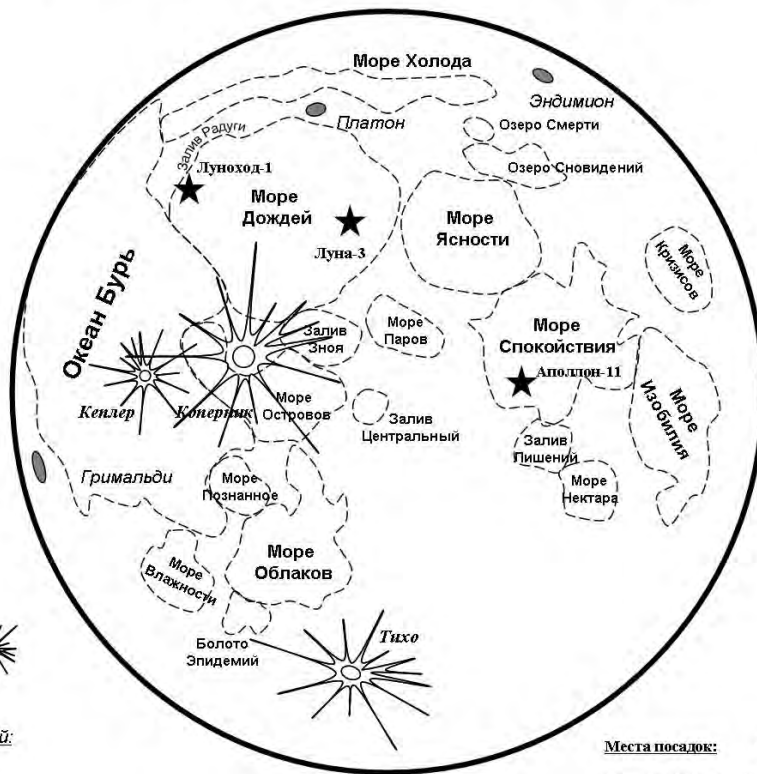 Море Холода
Эндимион
Платон
Озеро Смерти
Залив Радуги
Озеро Сновидений
Луноход-1
Море
Дождей
Море
Ясности
Луна-3
Море
Кризисов
Океан Бурь
Залив
Зноя
Море
Паров
Море
Спокойствия
Аполлон-11
Море
Изобилия
Кеплер
Коперник
Море
Островов
Залив
Центральный
Залив
Лишений
Море
Нектара
Гримальди
Море
Познанное
Море
Влажности
Море
Облаков
Болото
Эпидемий
Тихо
й:
Места посадок: